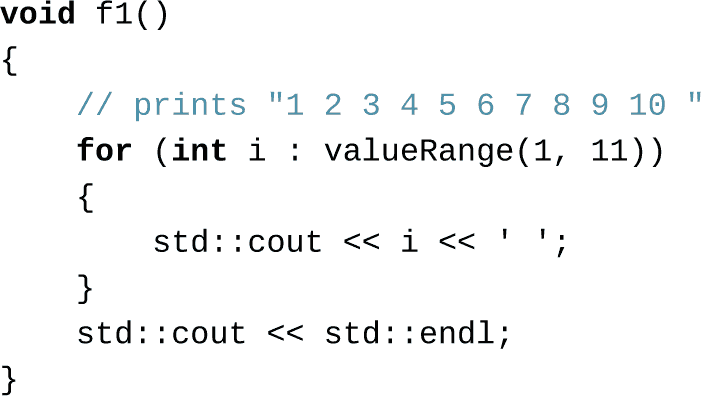 void f1()
{
    // prints "1 2 3 4 5 6 7 8 9 10 "
    for (int i : valueRange(1, 11))
    {
        std::cout << i << ' ';
    }
    std::cout << std::endl;
}